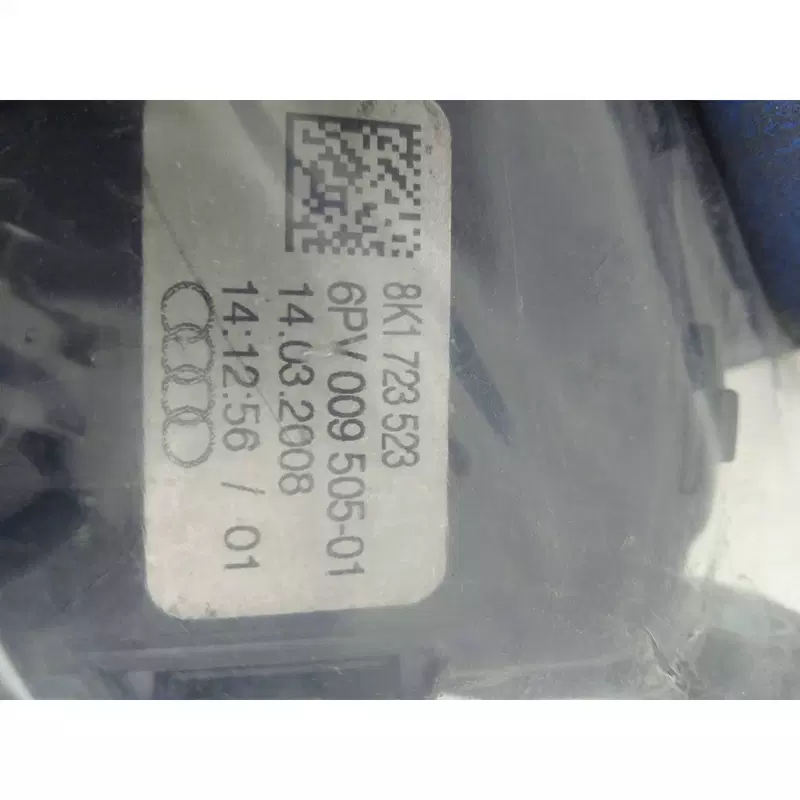 8K1 723 523
6PV 009 505-01
14.03.2008
14:12:56 / 01